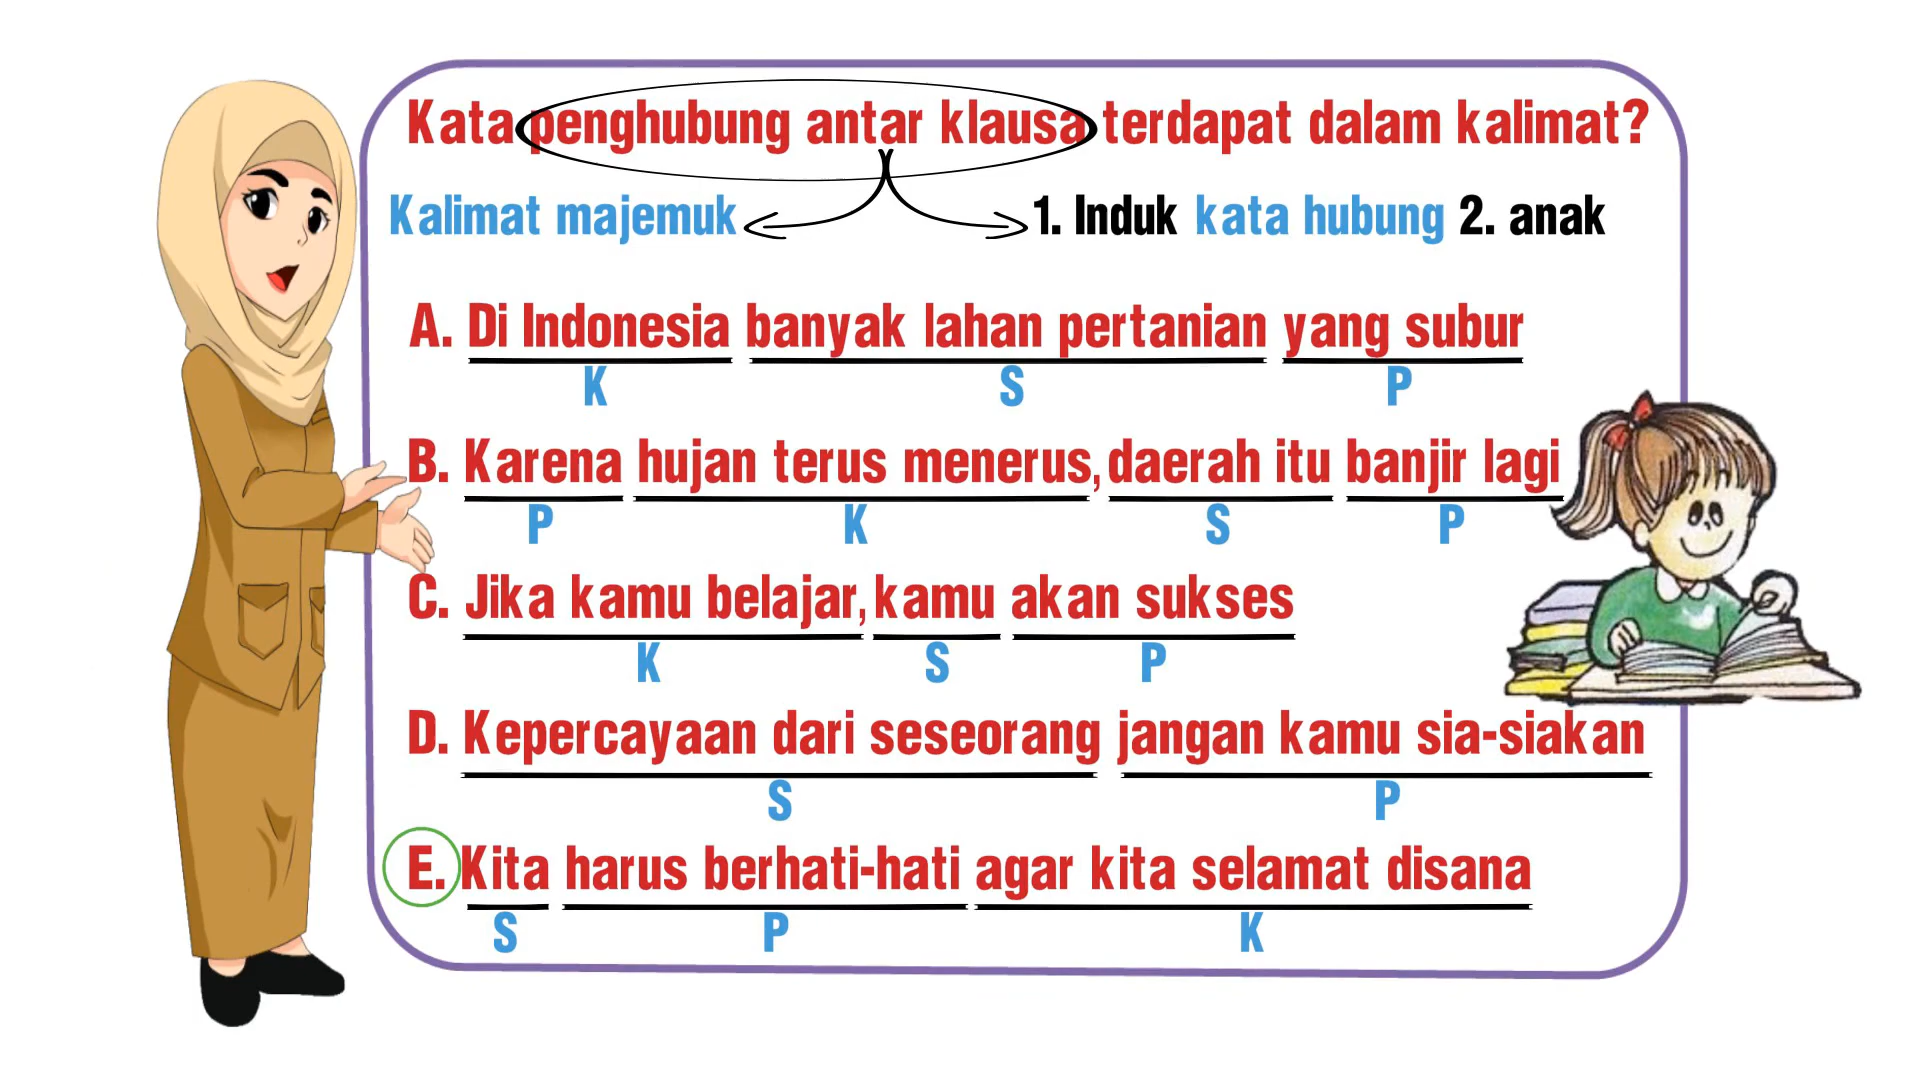 Kata penghubung antar klausa terdapat dalam kalimat?
Kalimat majemuk 1. Induk kata hubung 2. anak
A. Di Indonesia banyak lahan pertanian yang subur
K S P
B. Karena hujan terus menerus, daerah itu banjir lagi
P K S P
C. Jika kamu belajar, kamu akan sukses
K S P
D. Kepercayaan dari seseorang jangan kamu sia-siakan
S P
E. Kita harus berhati-hati agar kita selamat disana
S P K